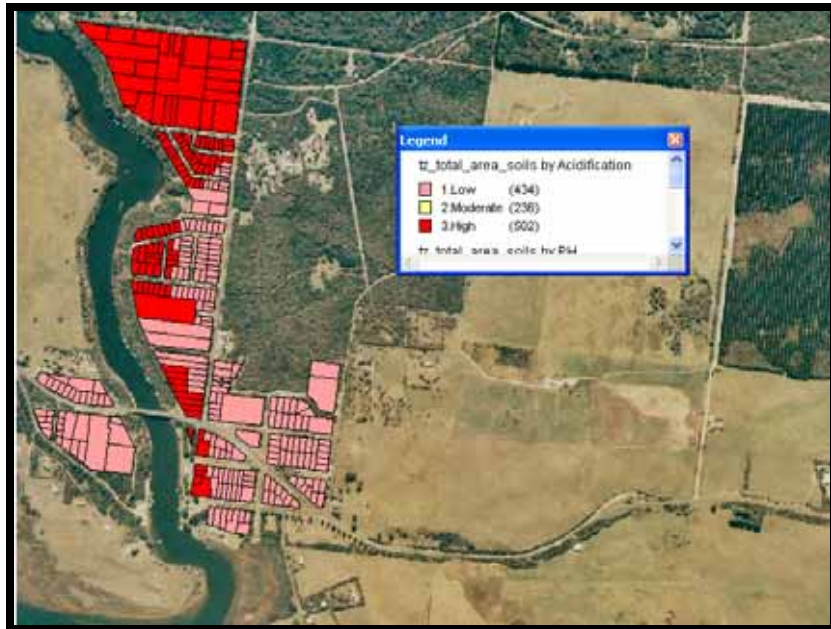 Legend
tz_total_area_soils by Acidification
1.Low (434)
2.Moderate (236)
3.High (502)
tz_total_area_soils by PH